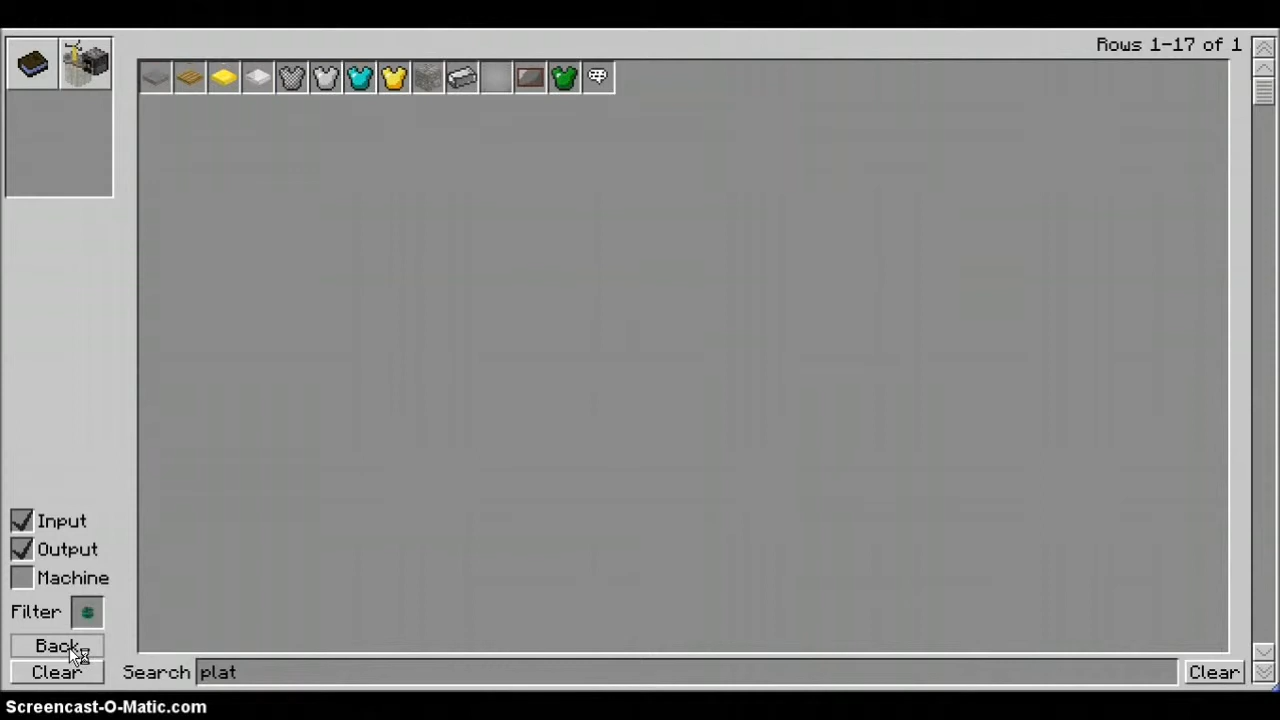 Rows 1-17 of 1
Input
Output
Machine
Filter
Back
Clear
Search plat
Clear
Screencast-O-Matic.com